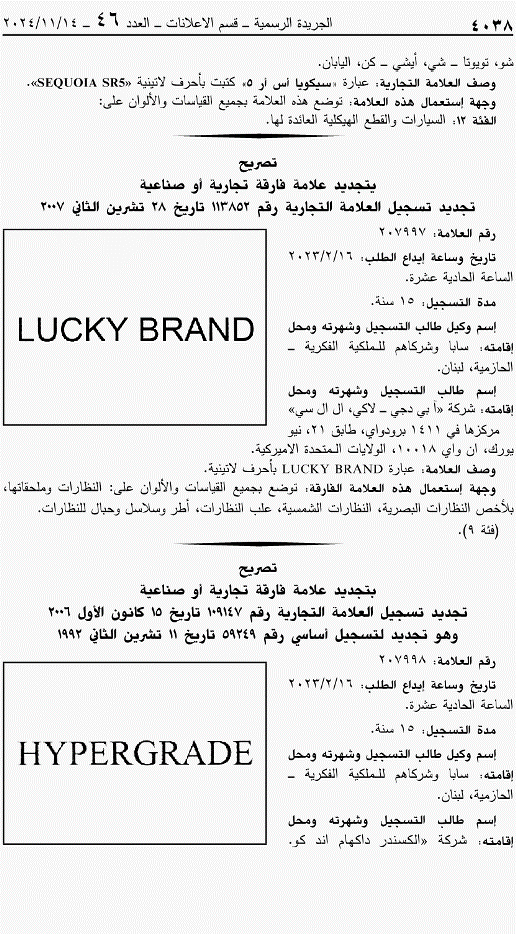 ٤٠٣٨ الجريدة الرسمية ــ قسم الاعلانات ــ العدد ٤٦ ــ ٢٠٢٤/١١/١٤
شو، تويوتا ــ شي، أيشي ــ كن، اليابان.
وصف العلامة التجارية: عبارة «سيكويا أس أر ٥» كتبت بأحرف لاتينية «SEQUOIA SR5».
وجهة إستعمال هذه العلامة: توضع هذه العلامة بجميع القياسات والألوان على:
الفئة ١٢: السيارات والقطع الهيكلية العائدة لها.
تصريح
بتجديد علامة فارقة تجارية أو صناعية
تجديد تسجيل العلامة التجارية رقم ١١٣٨٥٢ تاريخ ٢٨ تشرين الثاني ٢٠٠٧
رقم العلامة: ٢٠٧٩٩٧
تاريخ وساعة إيداع الطلب: ٢٠٢٣/٢/١٦
الساعة الحادية عشرة.
مدة التسجيل: ١٥ سنة.
إسم وكيل طالب التسجيل وشهرته ومحل
إقامته: سابا وشركاهم للملكية الفكرية ــ
الحازمية، لبنان.
LUCKY BRAND
إسم طالب التسجيل وشهرته ومحل
إقامته: شركة «أ بي دجي ــ لاكي، ال ال سي»
مركزها في ١٤١١ برودواي، طابق ٢١، نيو
يورك، ان واي ١٠٠١٨، الولايات المتحدة الاميركية.
وصف العلامة: عبارة LUCKY BRAND بأحرف لاتينية.
وجهة إستعمال هذه العلامة الفارقة: توضع بجميع القياسات والألوان على: النظارات وملحقاتها،
بلأخص النظارات البصرية، النظارات الشمسية، علب النظارات، أطر وسلاسل وحبال للنظارات.
(فئة ٩).
تصريح
بتجديد علامة فارقة تجارية أو صناعية
تجديد تسجيل العلامة التجارية رقم ١٠٩١٤٧ تاريخ ١٥ كانون الأول ٢٠٠٦
وهو تجديد لتسجيل أساسي رقم ٥٩٢٤٩ تاريخ ١١ تشرين الثاني ١٩٩٢
رقم العلامة: ٢٠٧٩٩٨
تاريخ وساعة إيداع الطلب: ٢٠٢٣/٢/١٦
الساعة الحادية عشرة.
مدة التسجيل: ١٥ سنة.
إسم وكيل طالب التسجيل وشهرته ومحل
إقامته: سابا وشركاهم للملكية الفكرية ــ
الحازمية، لبنان.
HYPERGRADE
إسم طالب التسجيل وشهرته ومحل
إقامته: شركة «الكسندر داكهام اند كو.